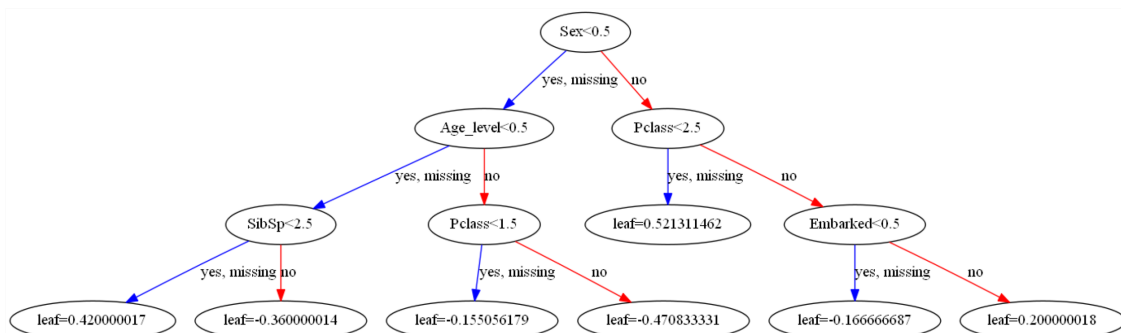 Sex<0.5
yes, missing
no
Age_level<0.5
Pclass<2.5
yes, missing
no
yes, missing
no
SibSp<2.5
Pclass<1.5
leaf=0.521311462
Embarked<0.5
yes, missing
no
yes, missing
no
yes, missing
no
leaf=0.420000017
leaf=-0.360000014
leaf=-0.155056179
leaf=-0.470833331
leaf=-0.166666687
leaf=0.200000018